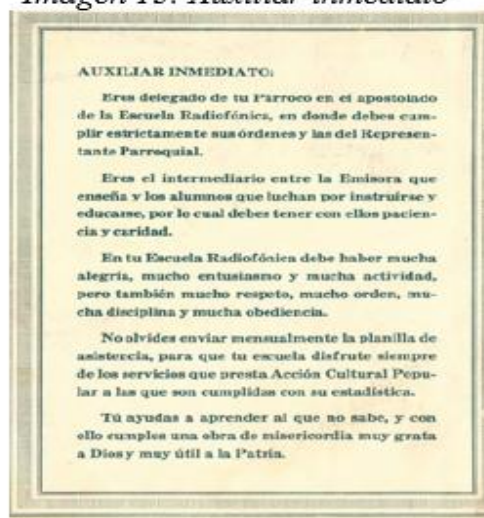 Imagen 15: Auxiliar inmediato
AUXILIAR INMEDIATO:
Eres delegado de tu Párroco en el apostolado
de la Escuela Radiofónica, en donde debes cum-
plir estrictamente sus órdenes y las del Represen-
tante Parroquial.
Eres el intermediario entre la Emisora que
enseña y los alumnos que luchan por instruirse y
educarse, por lo cual debes tener con ellos pacien-
cia y caridad.
En tu Escuela Radiofónica debe haber mucha
alegría, mucho entusiasmo y mucha actividad,
pero también mucho respeto, mucho orden, mu-
cha disciplina y mucha obediencia.
No olvides enviar mensualmente la planilla de
asistencia, para que tu escuela disfrute siempre
de los servicios que presta Acción Cultural Popu-
lar a las que son cumplidas con su estadística.
Tú ayudas a aprender al que no sabe, y con
ello cumples una obra de misericordia muy grata
a Dios y muy útil a la Patria.